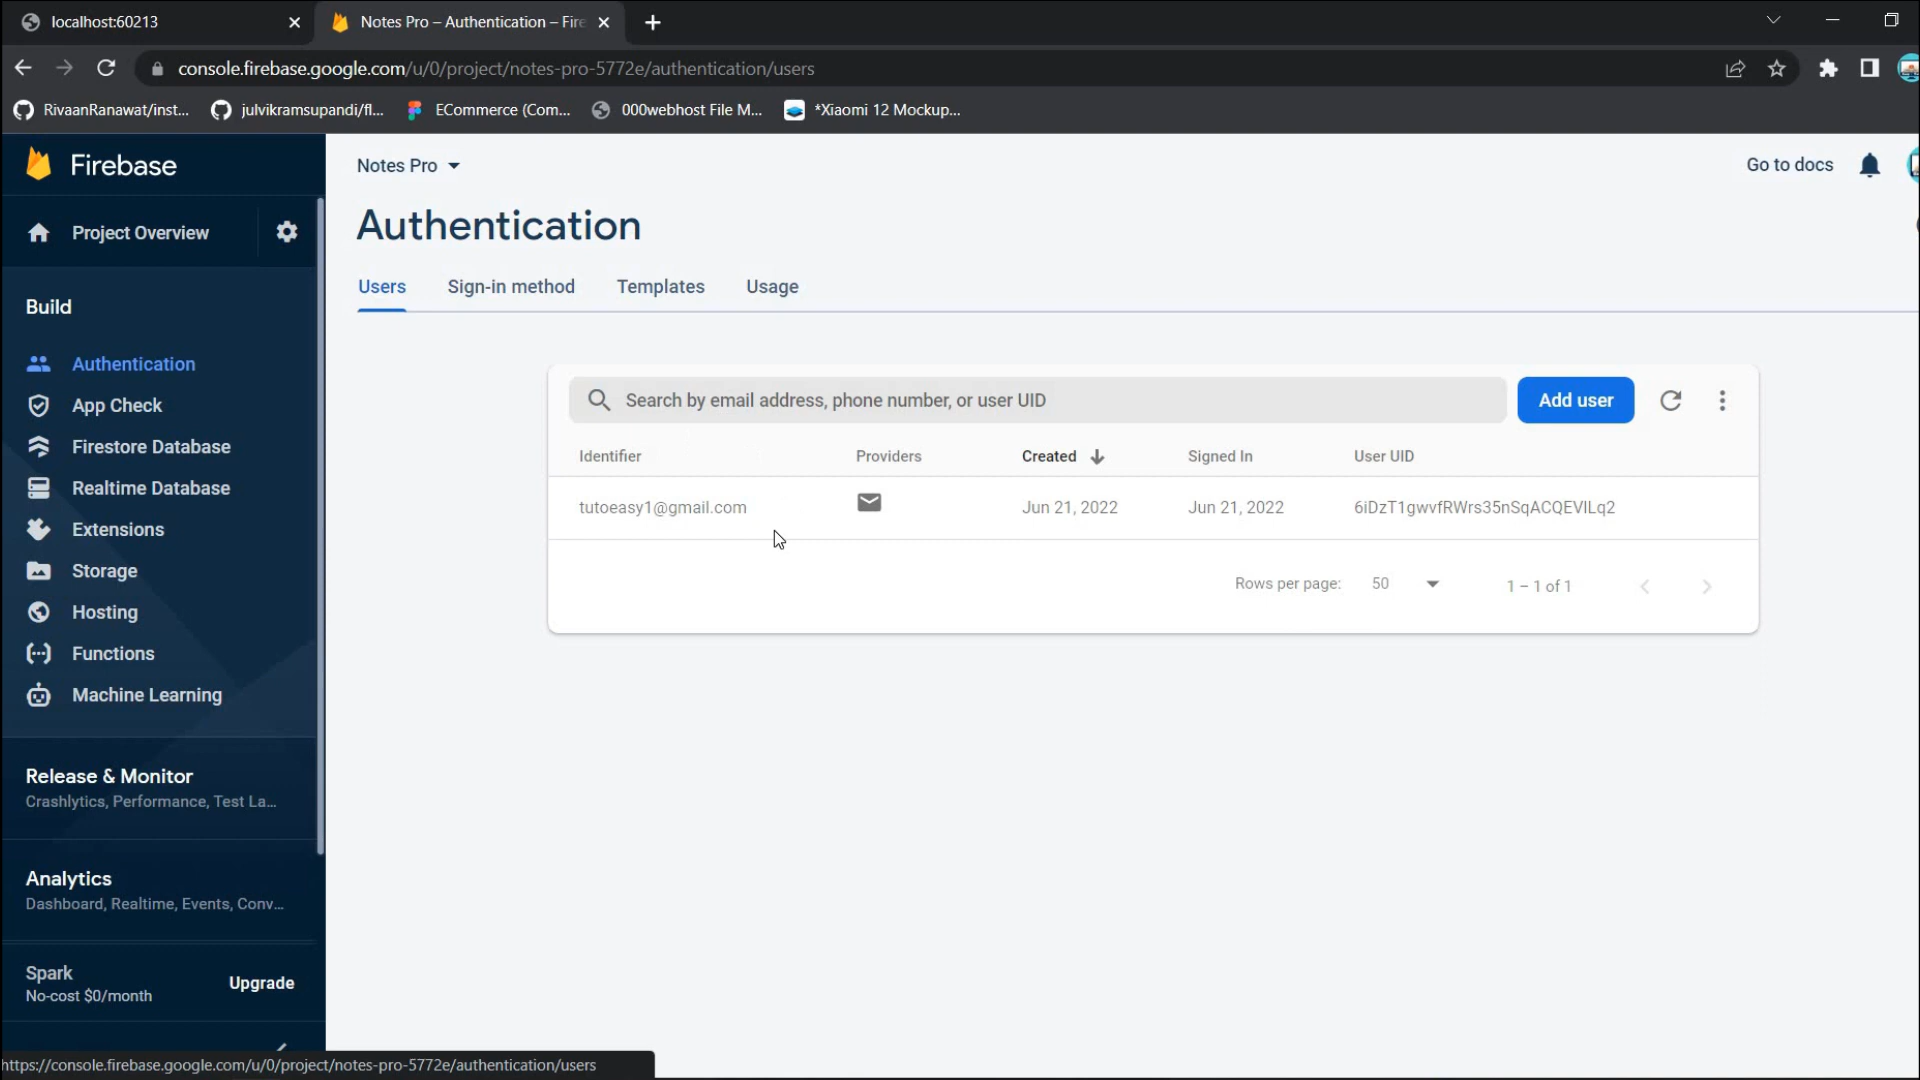 localhost:60213
Notes Pro – Authentication – Fire
console.firebase.google.com/u/0/project/notes-pro-5772e/authentication/users
RivaanRanawat/inst...
julvikramsupandi/fl...
ECommerce (Com...
000webhost File M...
*Xiaomi 12 Mockup...
Firebase
Notes Pro
Go to docs
Project Overview
Authentication
Users
Sign-in method
Templates
Usage
Build
Authentication
App Check
Firestore Database
Realtime Database
Extensions
Storage
Hosting
Functions
Machine Learning
Search by email address, phone number, or user UID
Add user
Identifier
Providers
Created
Signed In
User UID
tutoeasy1@gmail.com
Jun 21, 2022
Jun 21, 2022
6iDzT1gwvfRWrs35nSqACQEVILq2
Rows per page:
50
1 – 1 of 1
Release & Monitor
Crashlytics, Performance, Test La...
Analytics
Dashboard, Realtime, Events, Conv...
Spark
No-cost $0/month
Upgrade
https://console.firebase.google.com/u/0/project/notes-pro-5772e/authentication/users